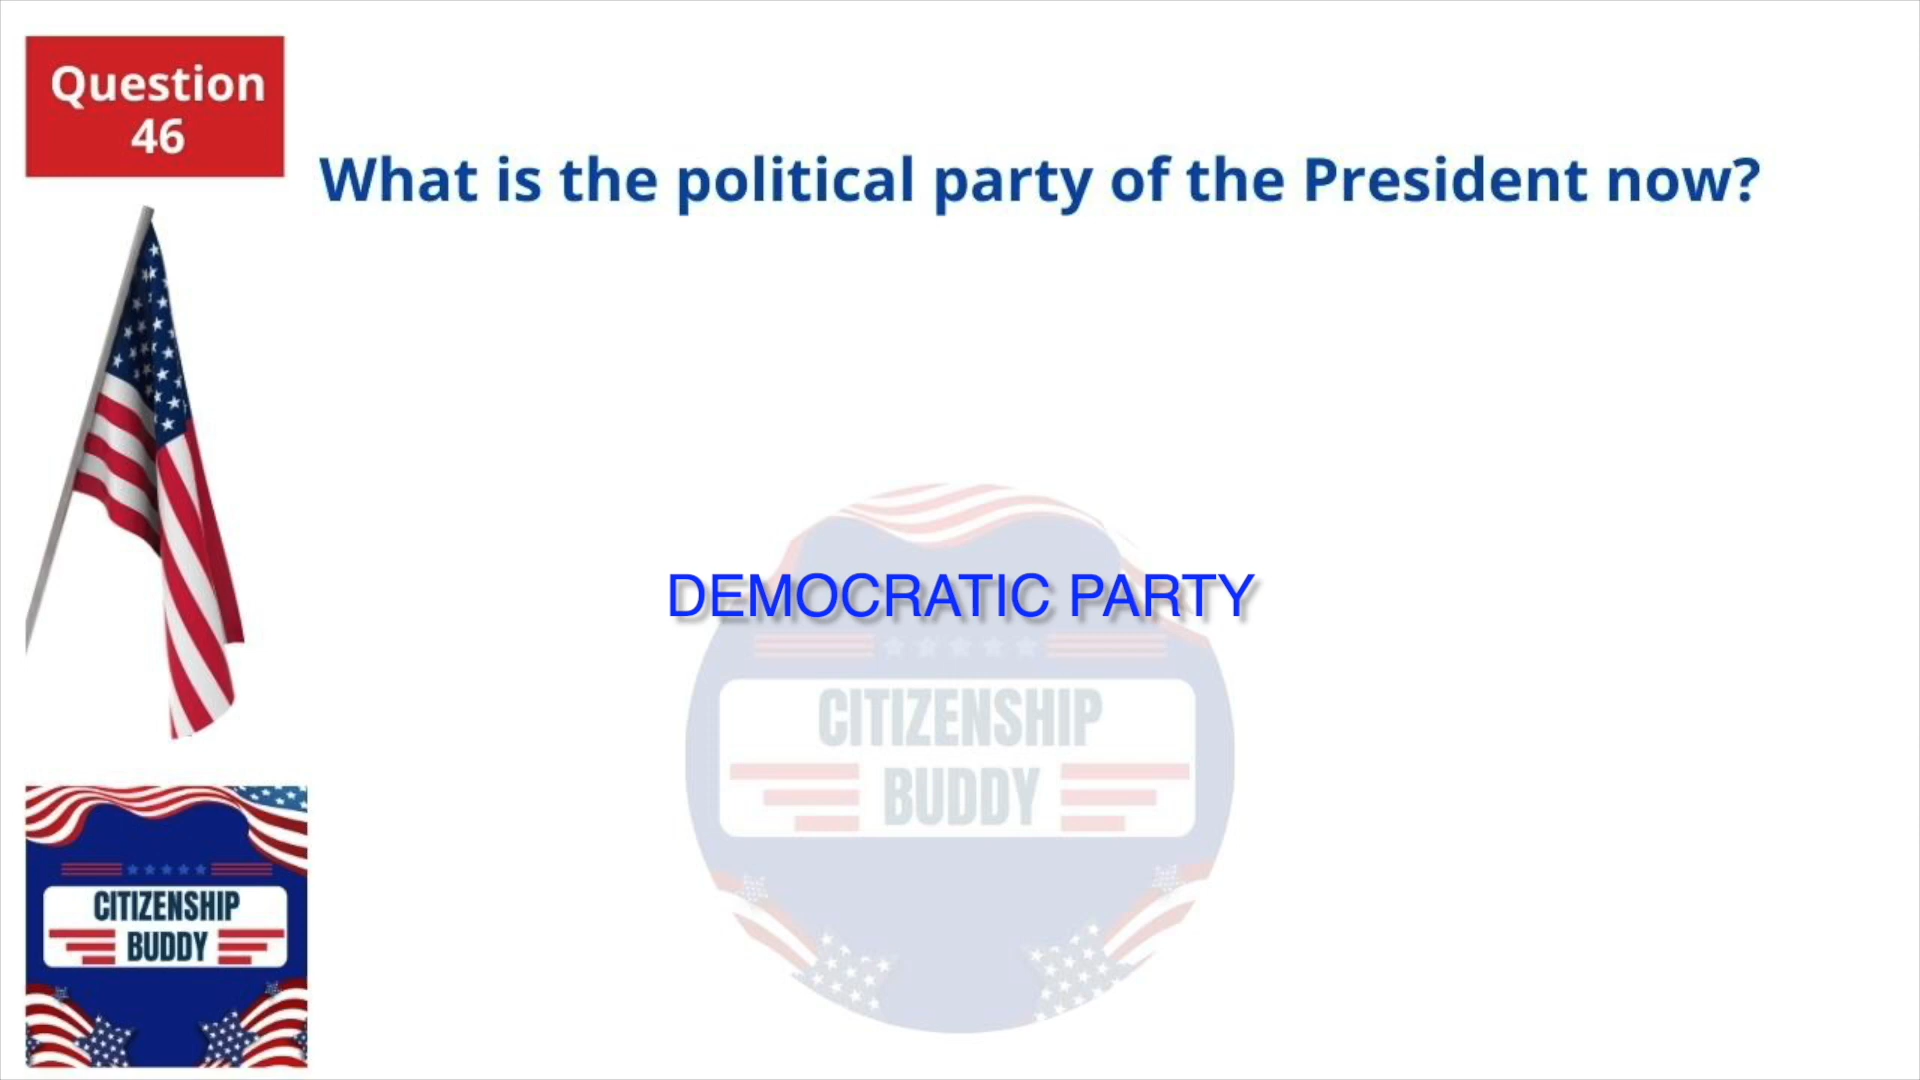 Question
46
What is the political party of the President now?
DEMOCRATIC PARTY
CITIZENSHIP
BUDDY
CITIZENSHIP
BUDDY